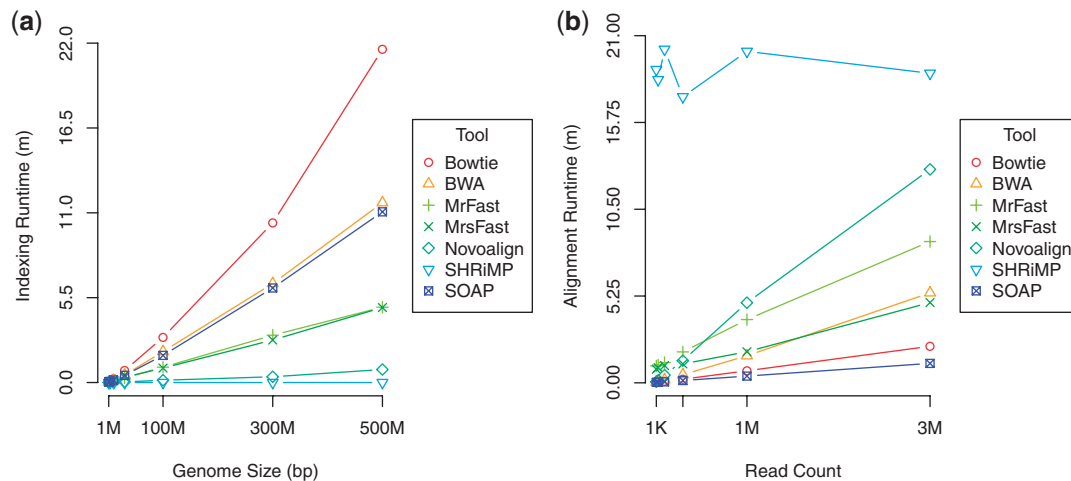 (a)
Indexing Runtime (m)
22.0
16.5
11.0
5.5
0.0
1M 100M 300M 500M
Genome Size (bp)
Tool
Bowtie
BWA
MrFast
MrsFast
Novoalign
SHRiMP
SOAP
(b)
Alignment Runtime (m)
21.00
15.75
10.50
5.25
0.00
1K 1M 3M
Read Count
Tool
Bowtie
BWA
MrFast
MrsFast
Novoalign
SHRiMP
SOAP